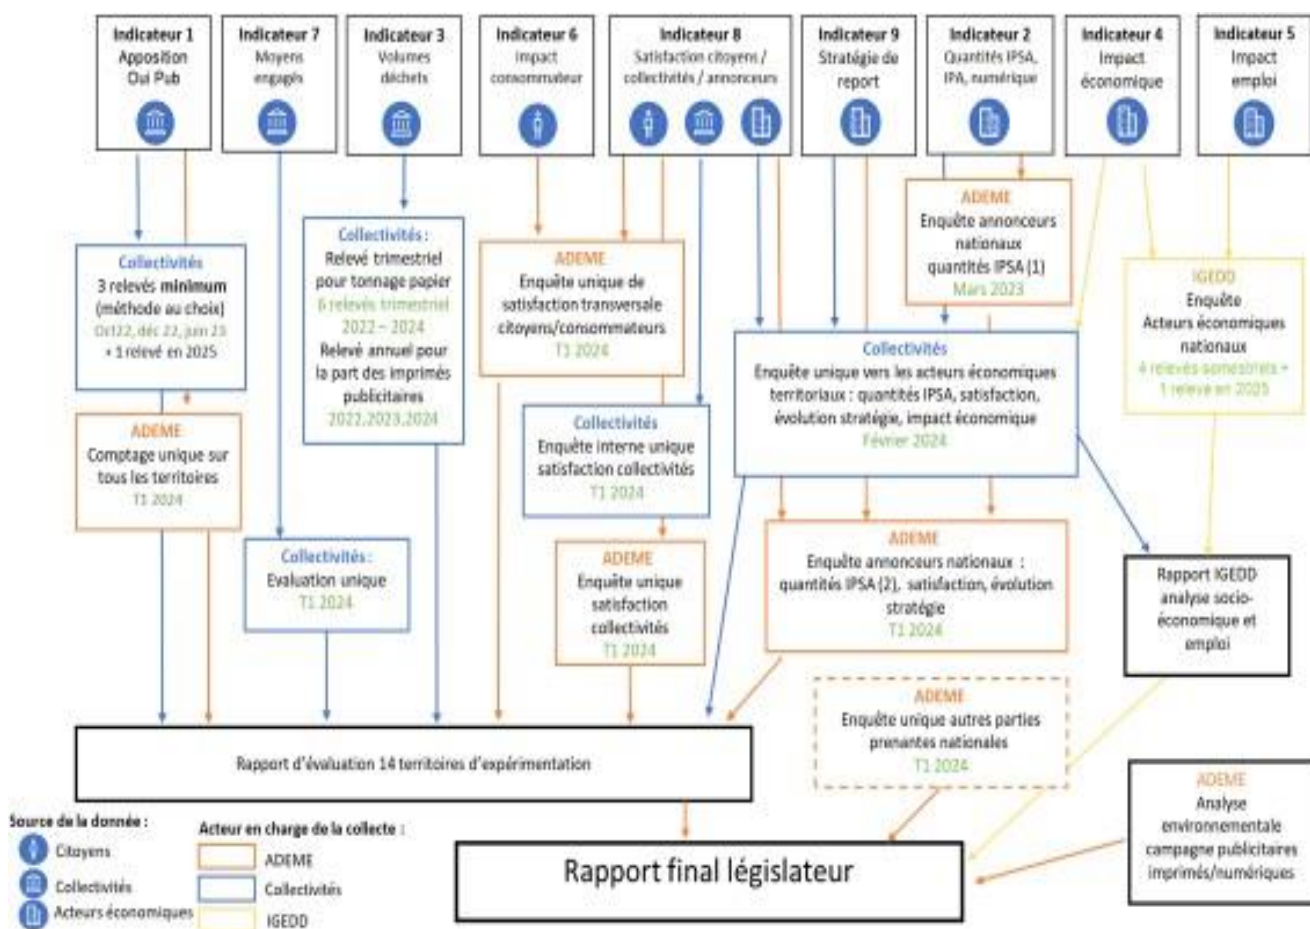 Indicateur 1
Apposition
Oui Pub
Indicateur 7
Moyens
engagés
Indicateur 3
Volumes
déchets
Indicateur 6
Impact
consommateur
Indicateur 8
Satisfaction citoyens /
collectivités / annonceurs
Indicateur 9
Stratégie de
report
Indicateur 2
Quantités IPSA,
IPA, numérique
Indicateur 4
Impact
économique
Indicateur 5
Impact
emploi
Collectivités
3 relevés minimum
(méthode au choix)
Oct22, déc 22, juin 23
+ 1 relevé en 2025
ADEME
Comptage unique sur
tous les territoires
T1 2024
Collectivités :
Relevé trimestriel
pour tonnage papier
6 relevés trimestriel
2022 – 2024
Relevé annuel pour
la part des imprimés
publicitaires
2022,2023,2024
Collectivités :
Evaluation unique
T1 2024
ADEME
Enquête unique de
satisfaction transversale
citoyens/consommateurs
T1 2024
Collectivités
Enquête interne unique
satisfaction collectivités
T1 2024
ADEME
Enquête unique
satisfaction
collectivités
T1 2024
ADEME
Enquête annonceurs
nationaux
quantités IPSA (1)
Mars 2023
Collectivités
Enquête unique vers les acteurs économiques
territoriaux : quantités IPSA, satisfaction,
évolution stratégie, impact économique
Février 2024
ADEME
Enquête annonceurs nationaux :
quantités IPSA (2), satisfaction, évolution
stratégie
T1 2024
IGEDD
Enquête
Acteurs économiques
nationaux
4 relevés semestriels +
1 relevé en 2025
Rapport IGEDD
analyse socio-
économique et
emploi
ADEME
Enquête unique autres parties
prenantes nationales
T1 2024
Rapport d'évaluation 14 territoires d'expérimentation
ADEME
Analyse
environnementale
campagne publicitaires
imprimés/numériques
Rapport final législateur
Source de la donnée :
Citoyens
Collectivités
Acteurs économiques
Acteur en charge de la collecte :
ADEME
Collectivités
IGEDD